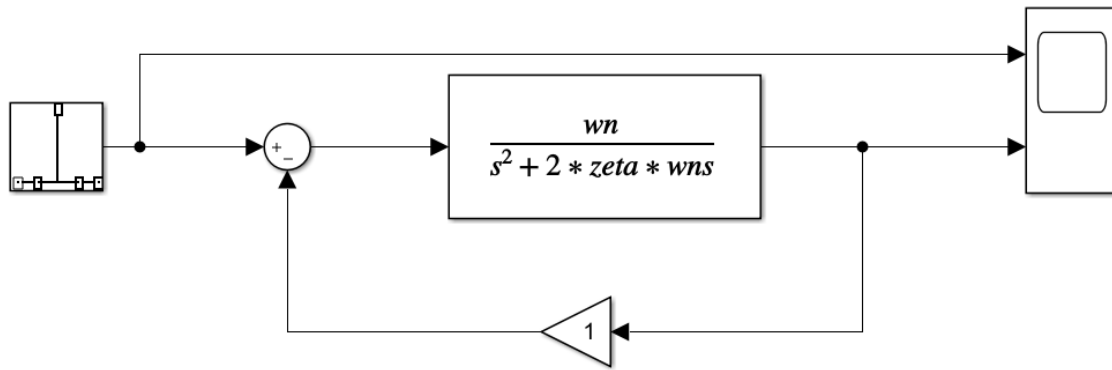 +
−
wn
s² + 2 * zeta * wns
1